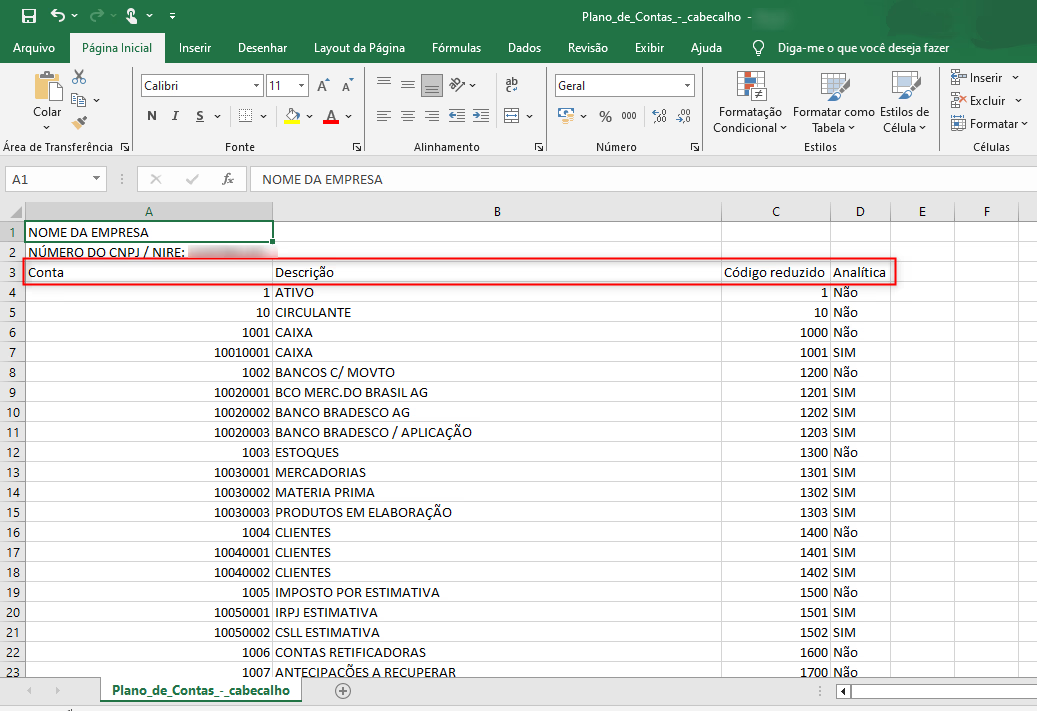 Plano_de_Contas_-_cabecalho -
Arquivo Página Inicial Inserir Desenhar Layout da Página Fórmulas Dados Revisão Exibir Ajuda Diga-me o que você deseja fazer
Colar
Área de Transferência
Calibri 11 A A
N I S A
Fonte
ab
c
Alinhamento
Geral
% 000 ,00 ,00
Número
Formatação Condicional
Formatar como Tabela
Estilos de Célula
Estilos
Inserir
Excluir
Formatar
Células
A1 fx NOME DA EMPRESA
A B C D E F
1 NOME DA EMPRESA
2 NÚMERO DO CNPJ / NIRE:
3 Conta Descrição Código reduzido Analítica
4 1 ATIVO 1 Não
5 10 CIRCULANTE 10 Não
6 1001 CAIXA 1000 Não
7 10010001 CAIXA 1001 SIM
8 1002 BANCOS C/ MOVTO 1200 Não
9 10020001 BCO MERC.DO BRASIL AG 1201 SIM
10 10020002 BANCO BRADESCO AG 1202 SIM
11 10020003 BANCO BRADESCO / APLICAÇÃO 1203 SIM
12 1003 ESTOQUES 1300 Não
13 10030001 MERCADORIAS 1301 SIM
14 10030002 MATERIA PRIMA 1302 SIM
15 10030003 PRODUTOS EM ELABORAÇÃO 1303 SIM
16 1004 CLIENTES 1400 Não
17 10040001 CLIENTES 1401 SIM
18 10040002 CLIENTES 1402 SIM
19 1005 IMPOSTO POR ESTIMATIVA 1500 Não
20 10050001 IRPJ ESTIMATIVA 1501 SIM
21 10050002 CSLL ESTIMATIVA 1502 SIM
22 1006 CONTAS RETIFICADORAS 1600 Não
23 1007 ANTECIPAÇÕES A RECUPERAR 1700 Não
Plano_de_Contas_-_cabecalho